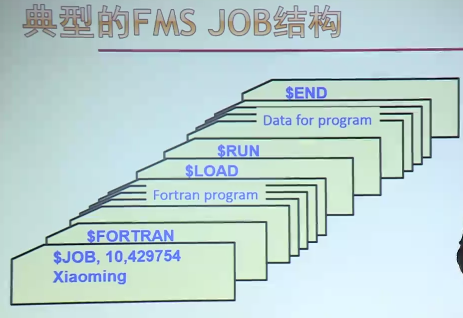 典型的FMS JOB结构
$END
Data for program
$RUN
$LOAD
Fortran program
$FORTRAN
$JOB, 10,429754
Xiaoming